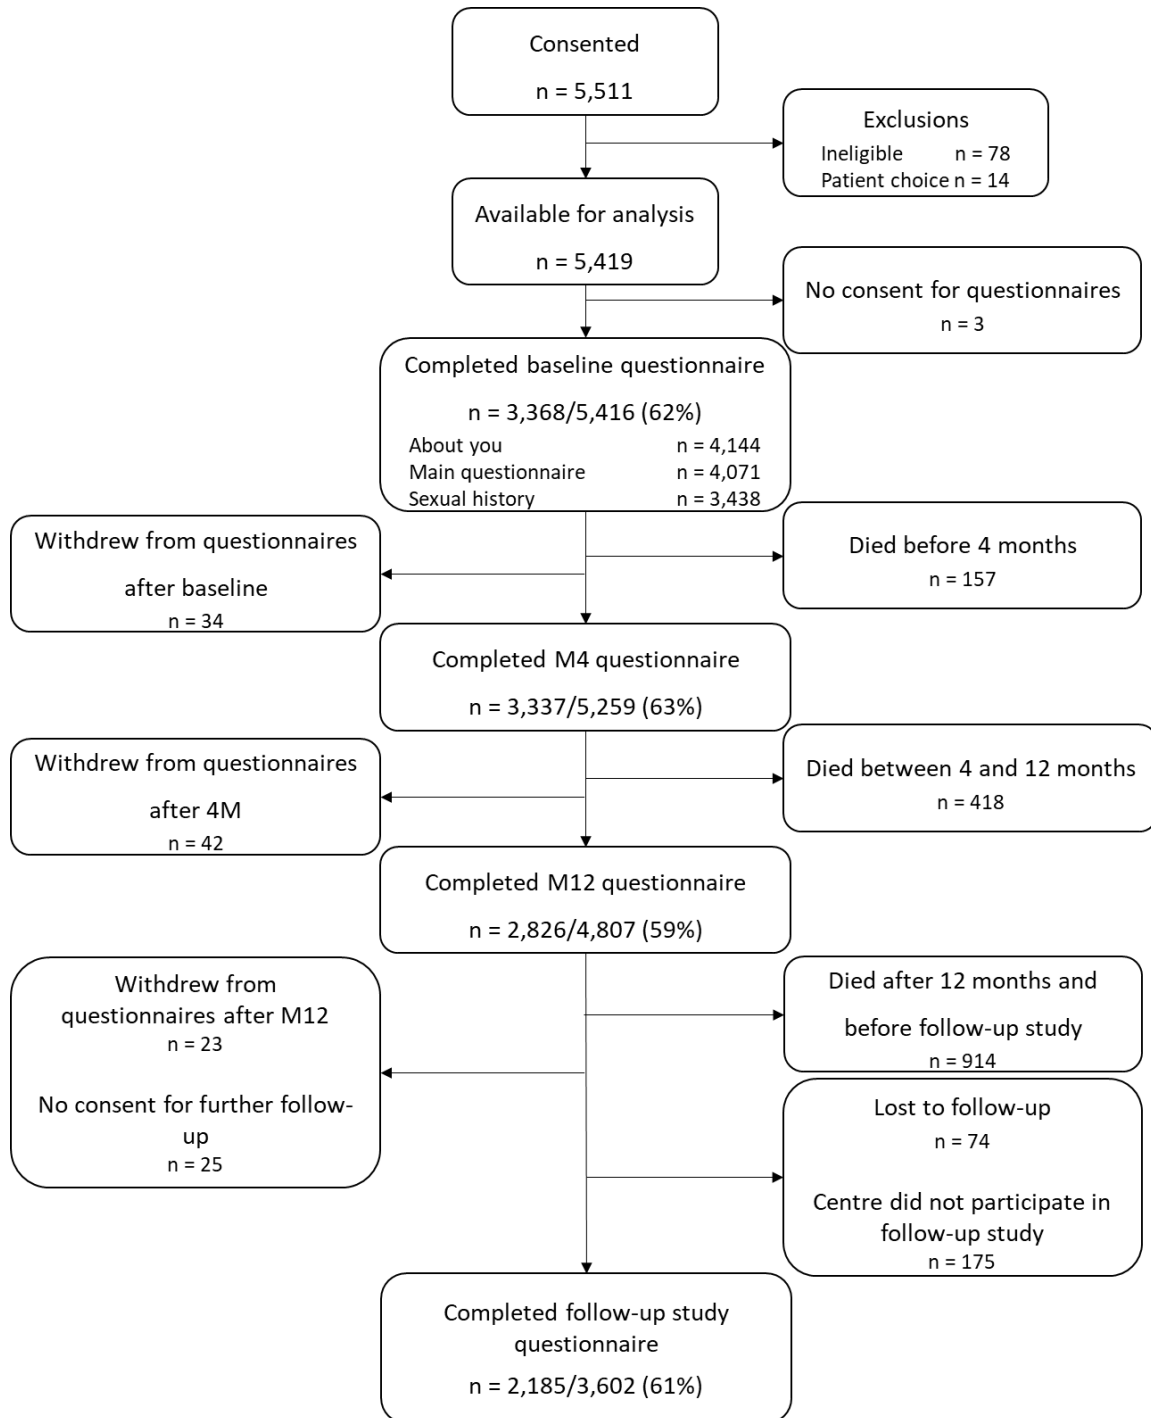 Consented
n = 5,511
Exclusions
Ineligible n = 78
Patient choice n = 14
Available for analysis
n = 5,419
No consent for questionnaires
n = 3
Completed baseline questionnaire
n = 3,368/5,416 (62%)
About you n = 4,144
Main questionnaire n = 4,071
Sexual history n = 3,438
Withdrew from questionnaires
after baseline
n = 34
Died before 4 months
n = 157
Completed M4 questionnaire
n = 3,337/5,259 (63%)
Withdrew from questionnaires
after 4M
n = 42
Died between 4 and 12 months
n = 418
Completed M12 questionnaire
n = 2,826/4,807 (59%)
Withdrew from
questionnaires after M12
n = 23
No consent for further follow-
up
n = 25
Died after 12 months and
before follow-up study
n = 914
Lost to follow-up
n = 74
Centre did not participate in
follow-up study
n = 175
Completed follow-up study
questionnaire
n = 2,185/3,602 (61%)